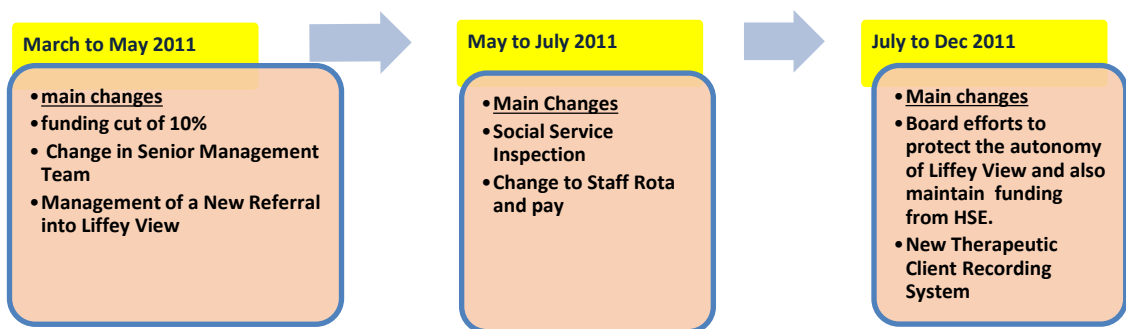 March to May 2011
•main changes
•funding cut of 10%
• Change in Senior Management
Team
•Management of a New Referral
into Liffey View
May to July 2011
•Main Changes
•Social Service
Inspection
•Change to Staff Rota
and pay
July to Dec 2011
•Main changes
•Board efforts to
protect the autonomy
of Liffey View and also
maintain funding
from HSE.
•New Therapeutic
Client Recording
System